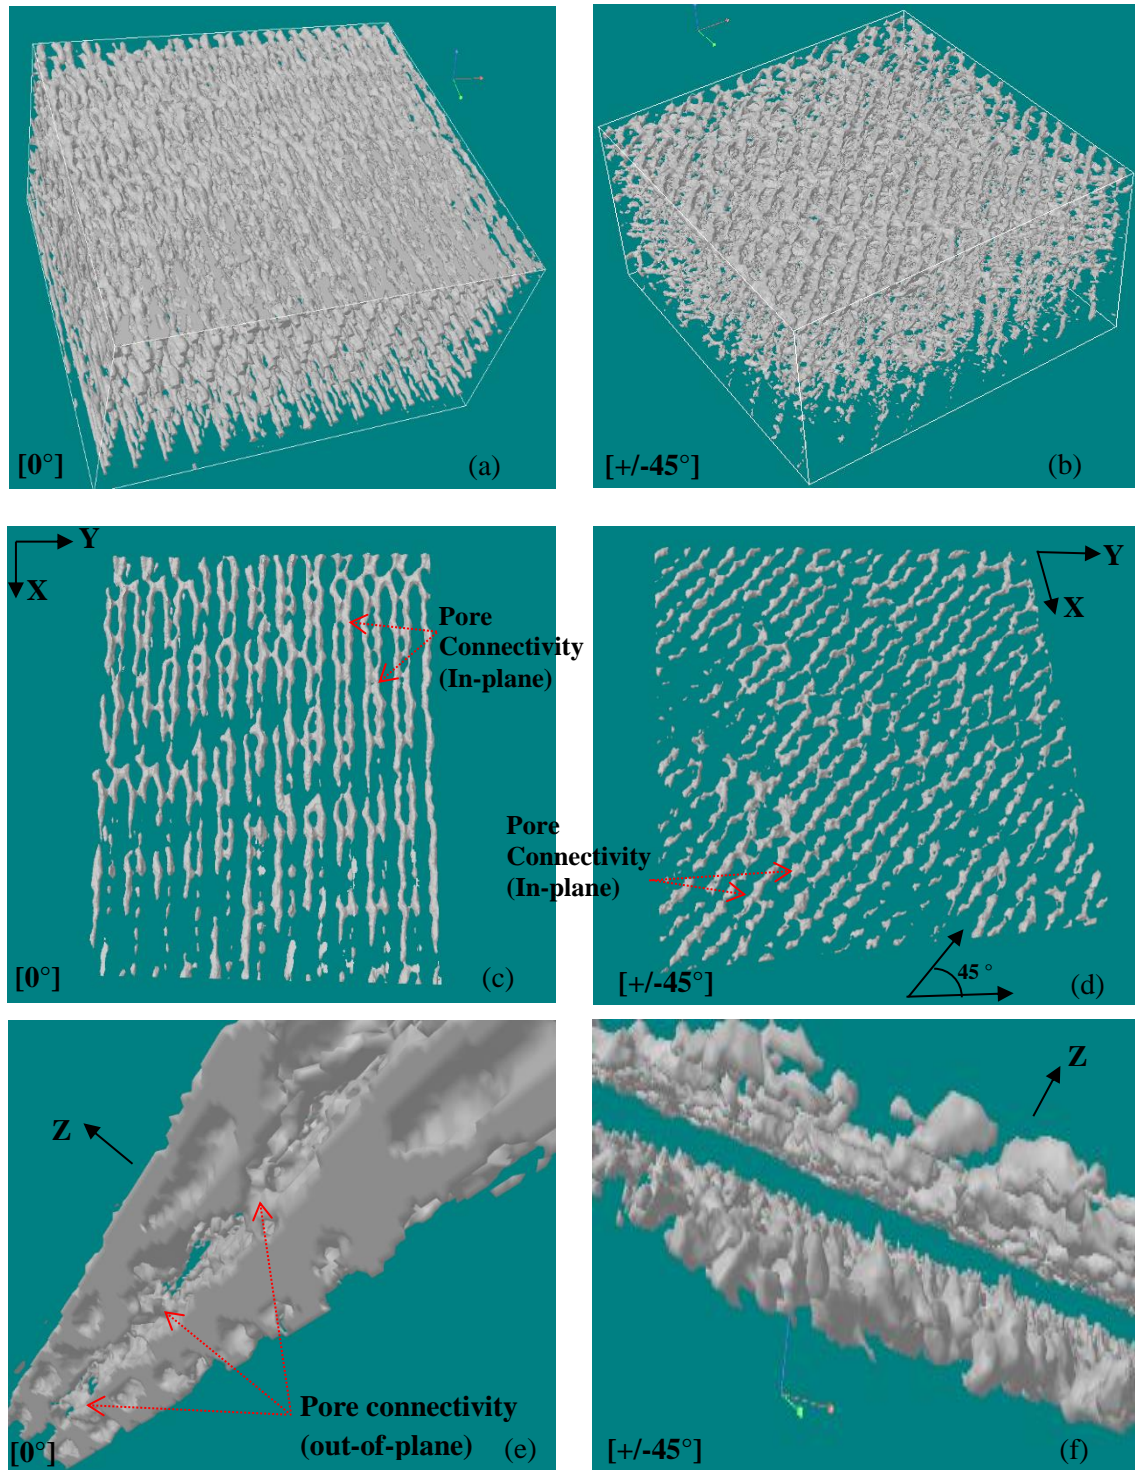 [0°]
(a)
[+/-45°]
(b)
Y
X
Pore
Connectivity
(In-plane)
[0°]
(c)
Y
X
Pore
Connectivity
(In-plane)
45 °
[+/-45°]
(d)
Z
Pore connectivity
(out-of-plane)
[0°]
(e)
Z
[+/-45°]
(f)